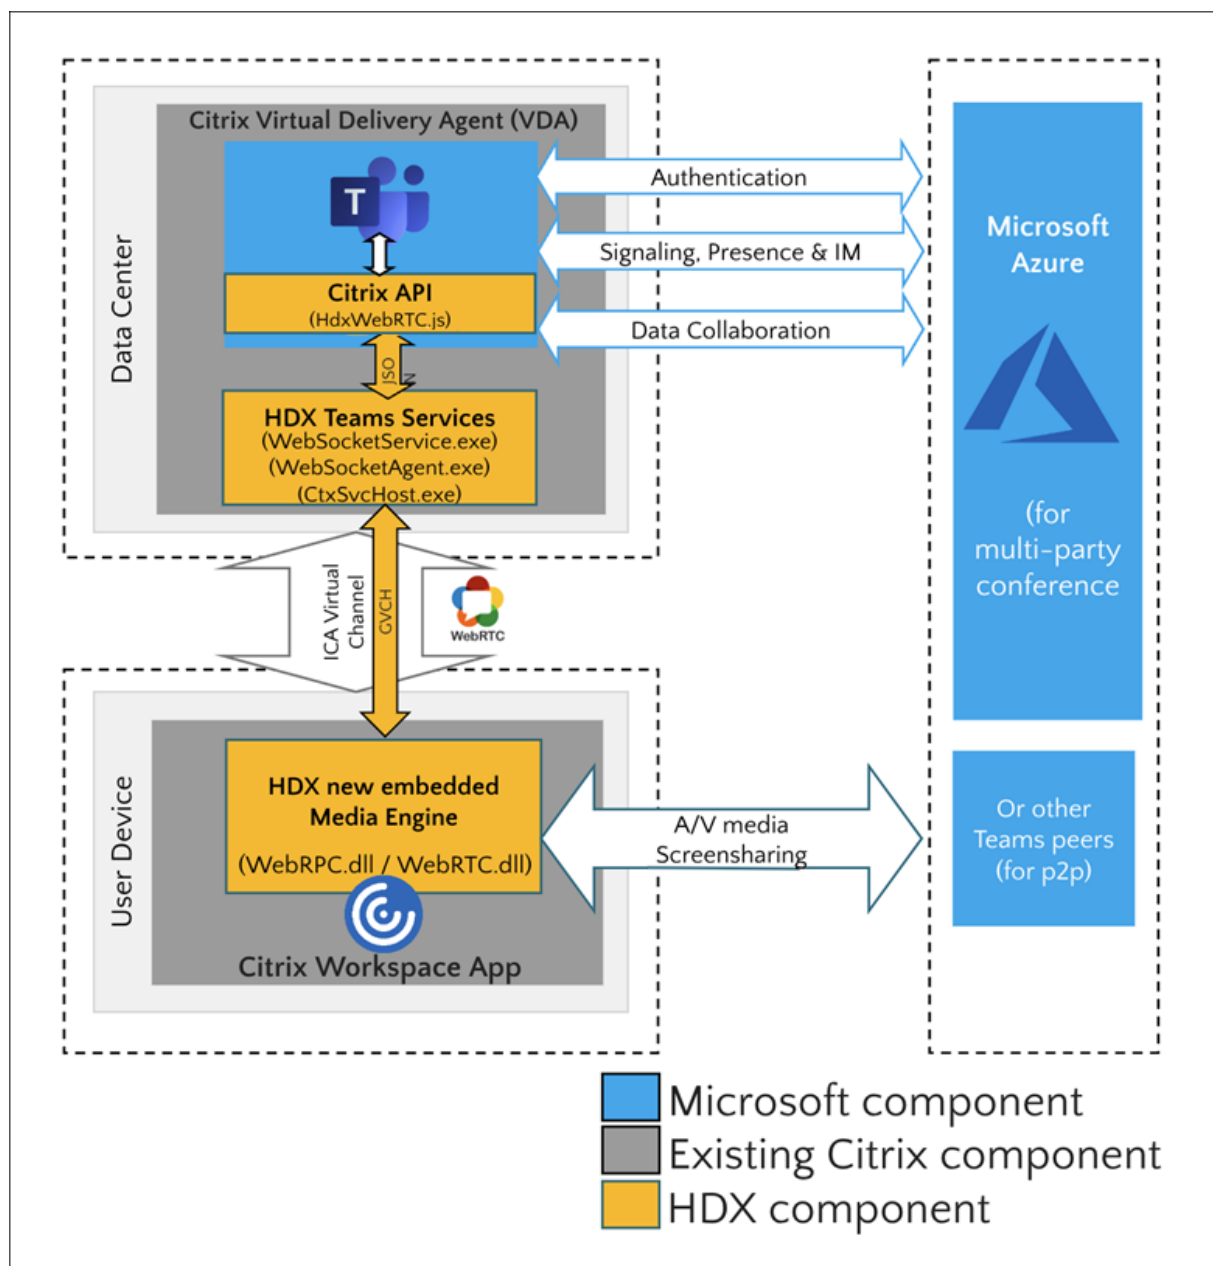 Citrix Virtual Delivery Agent (VDA)
T
Citrix API
(HdxWebRTC.js)
JSO
N
HDX Teams Services
(WebSocketService.exe)
(WebSocketAgent.exe)
(CtxSvcHost.exe)
Data Center
Authentication
Signaling, Presence & IM
Data Collaboration
Microsoft
Azure
(for
multi-party
conference
ICA Virtual
Channel
GVCH
WebRTC
User Device
HDX new embedded
Media Engine
(WebRPC.dll / WebRTC.dll)
Citrix Workspace App
A/V media
Screensharing
Or other
Teams peers
(for p2p)
Microsoft component
Existing Citrix component
HDX component